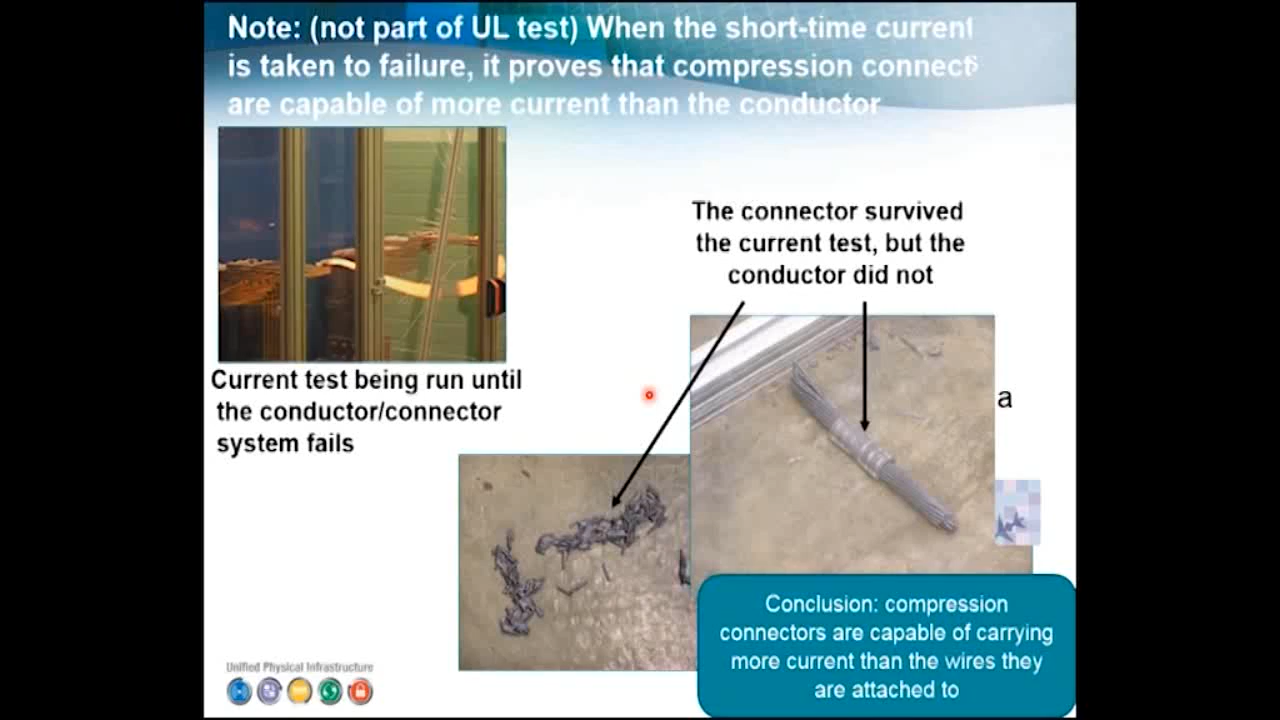 Note: (not part of UL test) When the short-time current
is taken to failure, it proves that compression connect
are capable of more current than the conductor
The connector survived
the current test, but the
conductor did not
Current test being run until
the conductor/connector
system fails
a
Conclusion: compression
connectors are capable of carrying
more current than the wires they
are attached to
Unified Physical Infrastructure